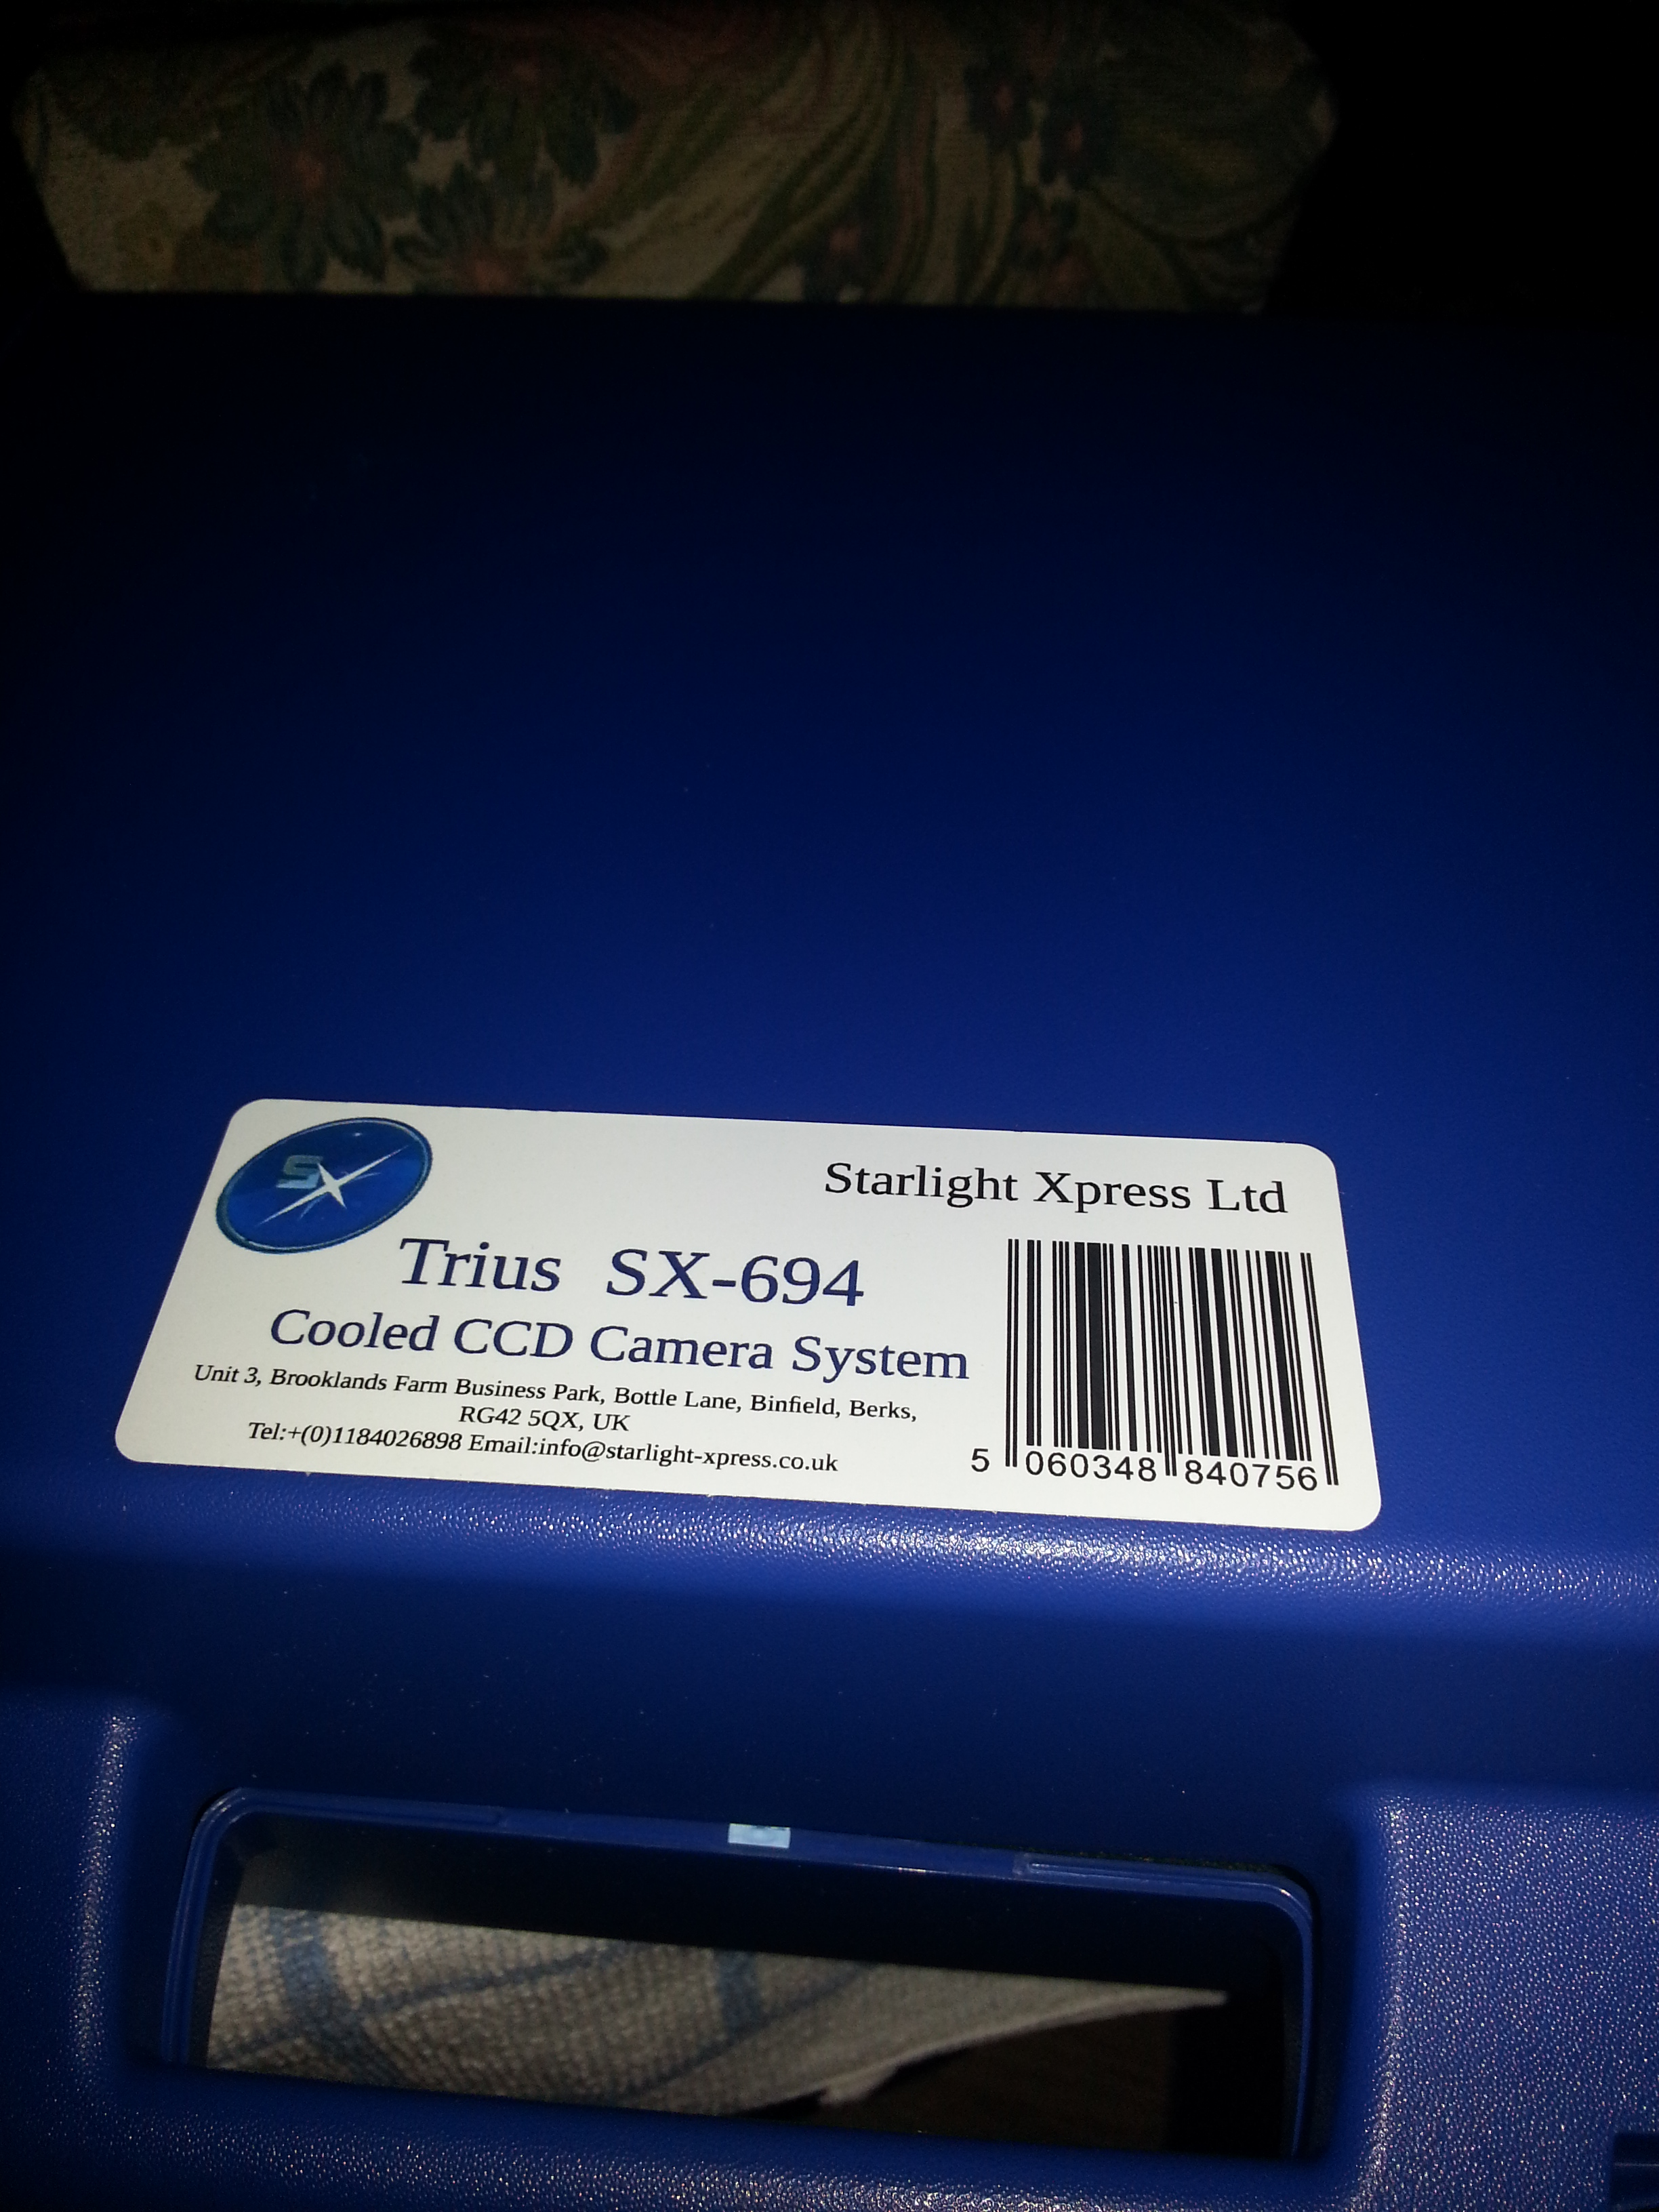 SX
Starlight Xpress Ltd
Trius SX-694
Cooled CCD Camera System
Unit 3, Brooklands Farm Business Park, Bottle Lane, Binfield, Berks,
RG42 5QX, UK
Tel:+(0)1184026898 Email:info@starlight-xpress.co.uk
5 060348 840756